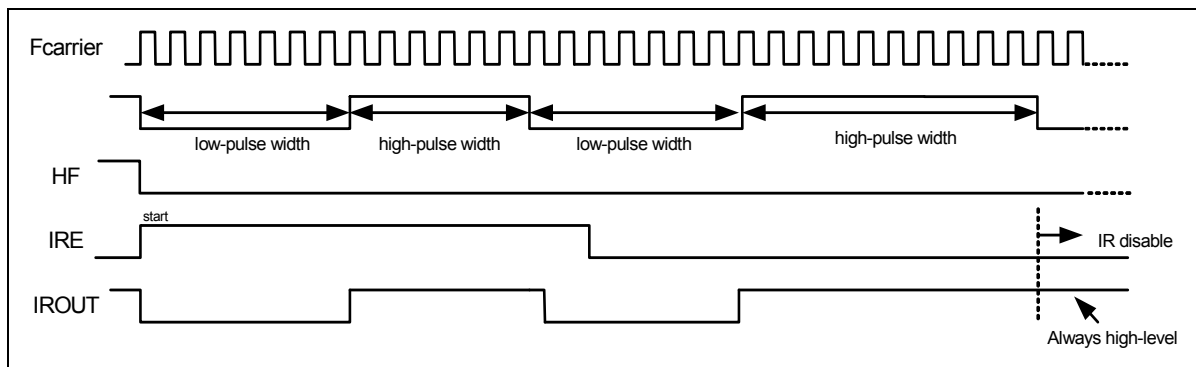 Fcarrier
low-pulse width
high-pulse width
low-pulse width
high-pulse width
HF
start
IRE
IR disable
IROUT
Always high-level